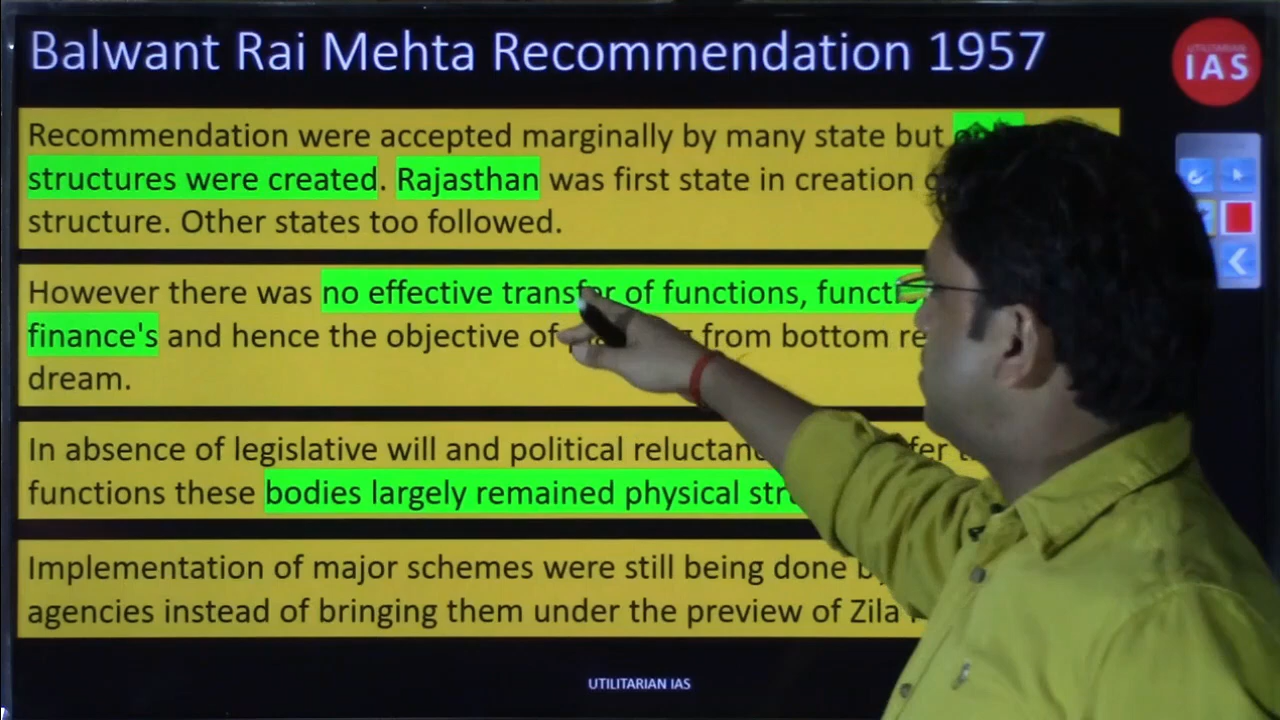 Balwant Rai Mehta Recommendation 1957
UTILITARIAN
IAS
Recommendation were accepted marginally by many state but
structures were created. Rajasthan was first state in creation
structure. Other states too followed.
However there was no effective transfer of functions,
finance's and hence the objective of from bottom
dream.
In absence of legislative will and political
functions these bodies largely remained physical
Implementation of major schemes were still being done
agencies instead of bringing them under the preview of Zila
UTILITARIAN IAS